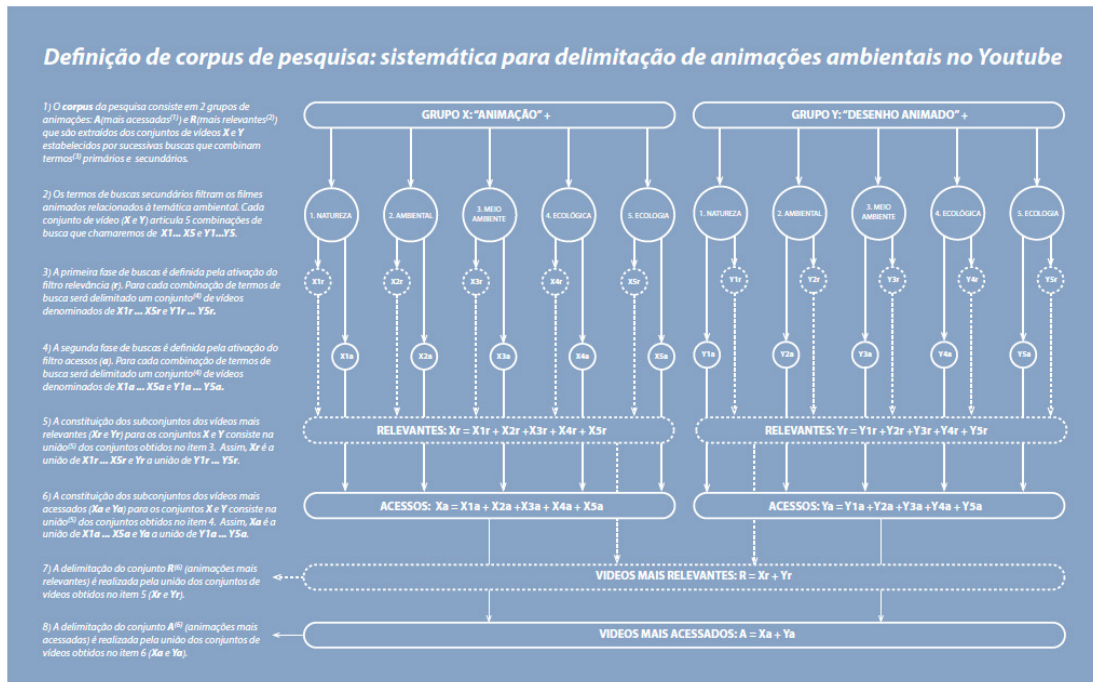 Definição de corpus de pesquisa: sistemática para delimitação de animações ambientais no Youtube
1) O corpus da pesquisa consiste em 2 grupos de
animações: A(mais acessadas(1)) e R(mais relevantes(2))
que são extraídos dos conjuntos de vídeos X e Y
estabelecidos por sucessivas buscas que combinam
termos(3) primários e secundários.
2) Os termos de buscas secundários filtram os filmes
animados relacionados à temática ambiental. Cada
conjunto de vídeo (X e Y) articula 5 combinações de
busca que chamaremos de X1... X5 e Y1...Y5.
3) A primeira fase de buscas é definida pela ativação do
filtro relevância (r). Para cada combinação de termos de
busca será delimitado um conjunto(4) de vídeos
denominados de X1r ... X5r e Y1r ... Y5r.
4) A segunda fase de buscas é definida pela ativação do
filtro acessos (a). Para cada combinação de termos de
busca será delimitado um conjunto(4) de vídeos
denominados de X1a ... X5a e Y1a ... Y5a.
5) A constituição dos subconjuntos dos vídeos mais
relevantes (Xr e Yr) para os conjuntos X e Y consiste na
união(5) dos conjuntos obtidos no item 3. Assim, Xr é a
união de X1r ... X5r e Yr a união de Y1r ... Y5r.
6) A constituição dos subconjuntos dos vídeos mais
acessados (Xa e Ya) para os conjuntos X e Y consiste na
união(5) dos conjuntos obtidos no item 4. Assim, Xa é a
união de X1a ... X5a e Ya a união de Y1a ... Y5a.
7) A delimitação do conjunto R(6) (animações mais
relevantes) é realizada pela união dos conjuntos de
vídeos obtidos no item 5 (Xr e Yr).
8) A delimitação do conjunto A(6) (animações mais
acessadas) é realizada pela união dos conjuntos de
vídeos obtidos no item 6 (Xa e Ya).
GRUPO X: "ANIMAÇÃO" +
1. NATUREZA
2. AMBIENTAL
3. MEIO
AMBIENTE
4. ECOLÓGICA
5. ECOLOGIA
X1r
X2r
X3r
X4r
X5r
X1a
X2a
X3a
X4a
X5a
RELEVANTES: Xr = X1r + X2r +X3r + X4r + X5r
ACESSOS: Xa = X1a + X2a +X3a + X4a + X5a
GRUPO Y: "DESENHO ANIMADO" +
1. NATUREZA
2. AMBIENTAL
3. MEIO
AMBIENTE
4. ECOLÓGICA
5. ECOLOGIA
Y1r
Y2r
Y3r
Y4r
Y5r
Y1a
Y2a
Y3a
Y4a
Y5a
RELEVANTES: Yr = Y1r +Y2r +Y3r +Y4r + Y5r
ACESSOS: Ya = Y1a +Y2a +Y3a +Y4a + Y5a
VIDEOS MAIS RELEVANTES: R = Xr + Yr
VIDEOS MAIS ACESSADOS: A = Xa + Ya